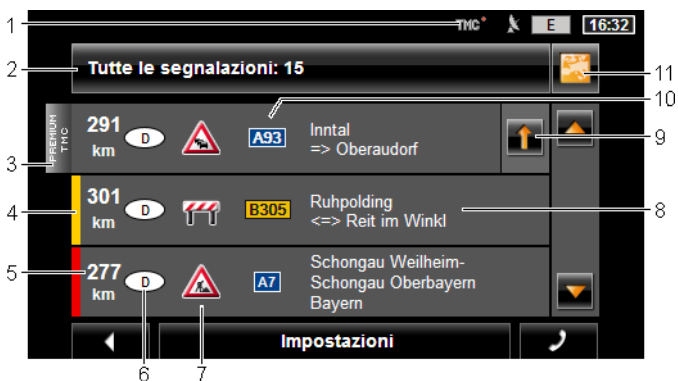 1
TMC
E
16:32
2
Tutte le segnalazioni: 15
11
10
3
PREMIUM
TMC
291
km
D
A93
Inntal
=> Oberaudorf
9
4
301
km
D
B305
Ruhpolding
<=> Reit im Winkl
8
5
277
km
D
A7
Schongau Weilheim-
Schongau Oberbayern
Bayern
Impostazioni
6
7